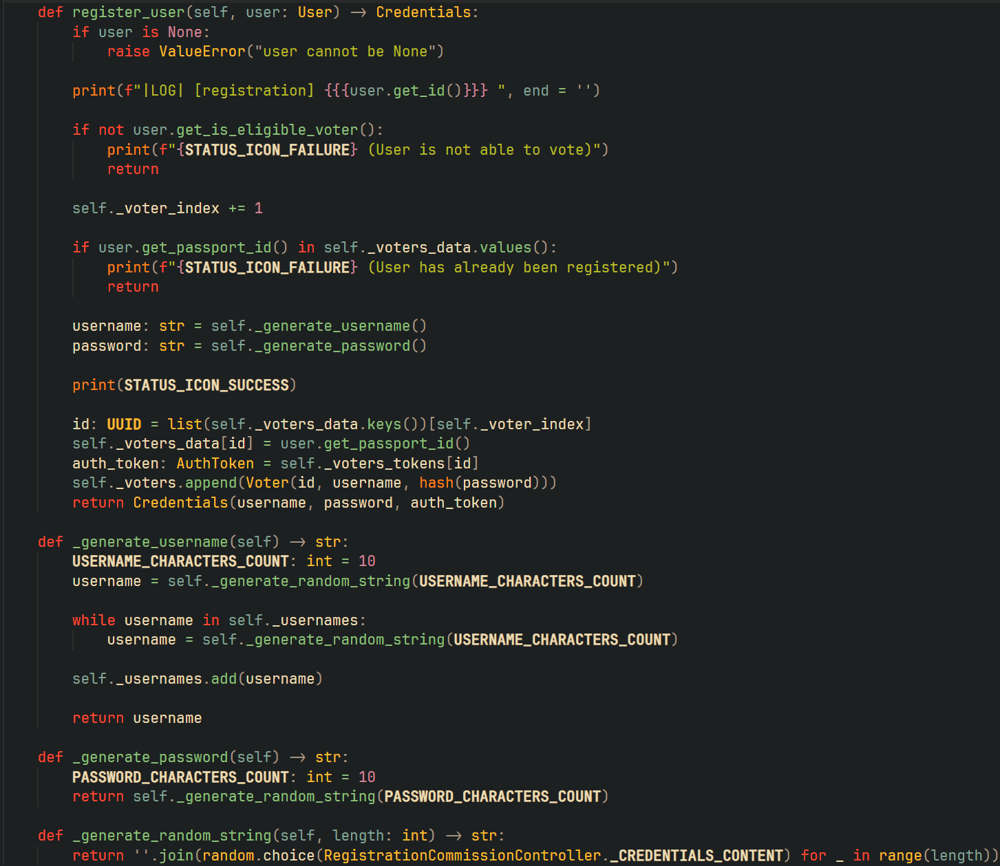 def register_user(self, user: User) -> Credentials:
if user is None:
raise ValueError("user cannot be None")
print(f"|LOG| [registration] {{{user.get_id()}}} ", end = '')
if not user.get_is_eligible_voter():
print(f"{STATUS_ICON_FAILURE} (User is not able to vote)")
return
self._voter_index += 1
if user.get_passport_id() in self._voters_data.values():
print(f"{STATUS_ICON_FAILURE} (User has already been registered)")
return
username: str = self._generate_username()
password: str = self._generate_password()
print(STATUS_ICON_SUCCESS)
id: UUID = list(self._voters_data.keys())[self._voter_index]
self._voters_data[id] = user.get_passport_id()
auth_token: AuthToken = self._voters_tokens[id]
self._voters.append(Voter(id, username, hash(password)))
return Credentials(username, password, auth_token)
def _generate_username(self) -> str:
USERNAME_CHARACTERS_COUNT: int = 10
username = self._generate_random_string(USERNAME_CHARACTERS_COUNT)
while username in self._usernames:
username = self._generate_random_string(USERNAME_CHARACTERS_COUNT)
self._usernames.add(username)
return username
def _generate_password(self) -> str:
PASSWORD_CHARACTERS_COUNT: int = 10
return self._generate_random_string(PASSWORD_CHARACTERS_COUNT)
def _generate_random_string(self, length: int) -> str:
return ''.join(random.choice(RegistrationCommissionController._CREDENTIALS_CONTENT) for _ in range(length))